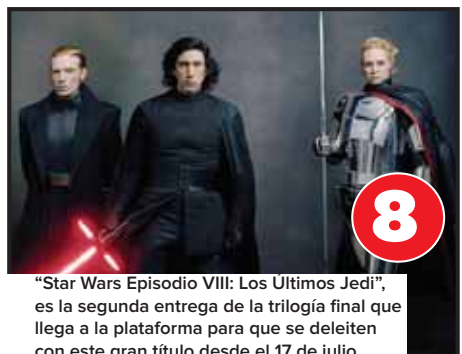 8
“Star Wars Episodio VIII: Los Últimos Jedi”,
es la segunda entrega de la trilogía final que
llega a la plataforma para que se deleiten
con este gran título desde el 17 de julio